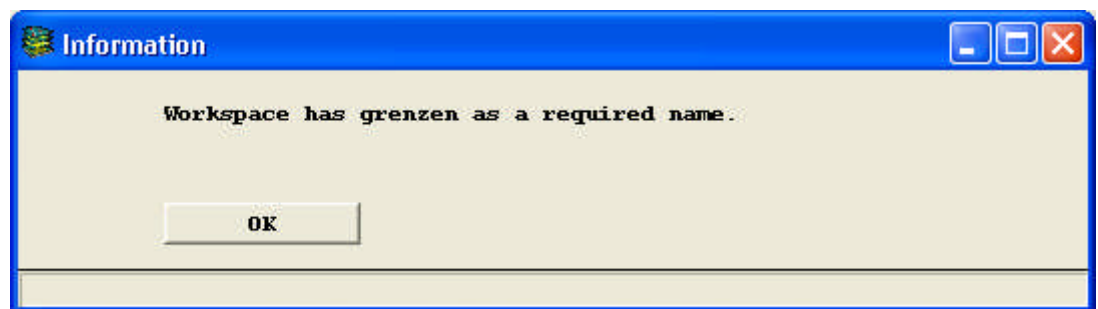 Information
Workspace has grenzen as a required name.
OK